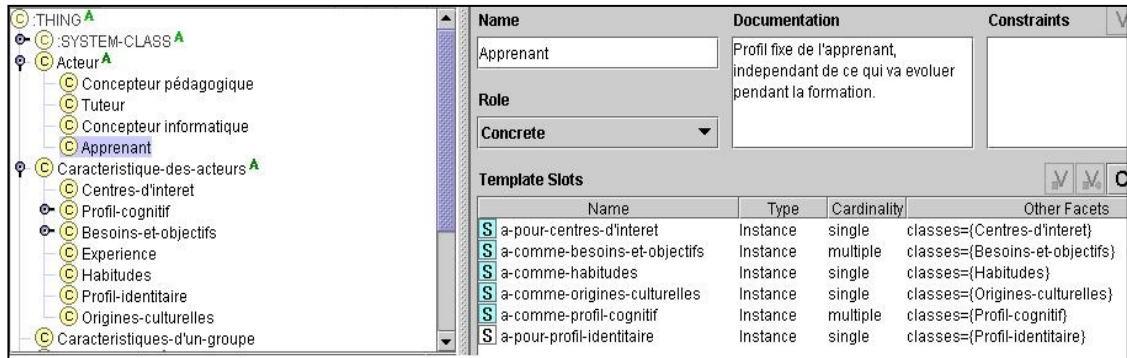 :THING A
:SYSTEM-CLASS A
Acteur A
Concepteur pédagogique
Tuteur
Concepteur informatique
Apprenant
Caracteristique-des-acteurs A
Centres-d'interet
Profil-cognitif
Besoins-et-objectifs
Experience
Habitudes
Profil-identitaire
Origines-culturelles
Caracteristiques-d'un-groupe
Name
Documentation
Constraints
Apprenant
Profil fixe de l'apprenant,
independant de ce qui va evoluer
pendant la formation.
Role
Concrete
Template Slots
Name Type Cardinality Other Facets
S a-pour-centres-d'interet Instance single classes={Centres-d'interet}
S a-comme-besoins-et-objectifs Instance multiple classes={Besoins-et-objectifs}
S a-comme-habitudes Instance single classes={Habitudes}
S a-comme-origines-culturelles Instance single classes={Origines-culturelles}
S a-comme-profil-cognitif Instance multiple classes={Profil-cognitif}
S a-pour-profil-identitaire Instance single classes={Profil-identitaire}